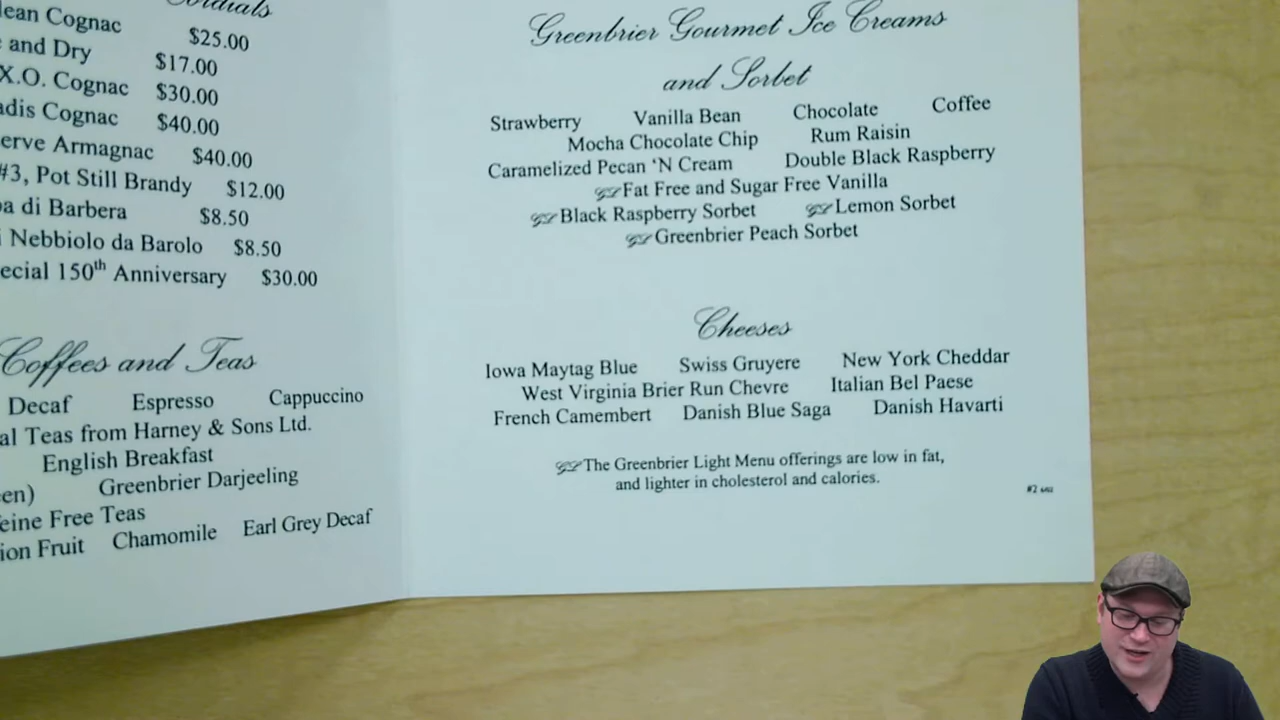 Cordials
lean Cognac $25.00
and Dry $17.00
X.O. Cognac $30.00
adis Cognac $40.00
erve Armagnac $40.00
#3, Pot Still Brandy $12.00
a di Barbera $8.50
i Nebbiolo da Barolo $8.50
ecial 150th Anniversary $30.00
Coffees and Teas
Decaf Espresso Cappuccino
al Teas from Harney & Sons Ltd.
English Breakfast
een) Greenbrier Darjeeling
feine Free Teas
ion Fruit Chamomile Earl Grey Decaf
Greenbrier Gourmet Ice Creams
and Sorbet
Strawberry Vanilla Bean Chocolate Coffee
Mocha Chocolate Chip Rum Raisin
Caramelized Pecan ‘N Cream Double Black Raspberry
Fat Free and Sugar Free Vanilla
Black Raspberry Sorbet Lemon Sorbet
Greenbrier Peach Sorbet
Cheeses
Iowa Maytag Blue Swiss Gruyere New York Cheddar
West Virginia Brier Run Chevre Italian Bel Paese
French Camembert Danish Blue Saga Danish Havarti
The Greenbrier Light Menu offerings are low in fat,
and lighter in cholesterol and calories.
#2